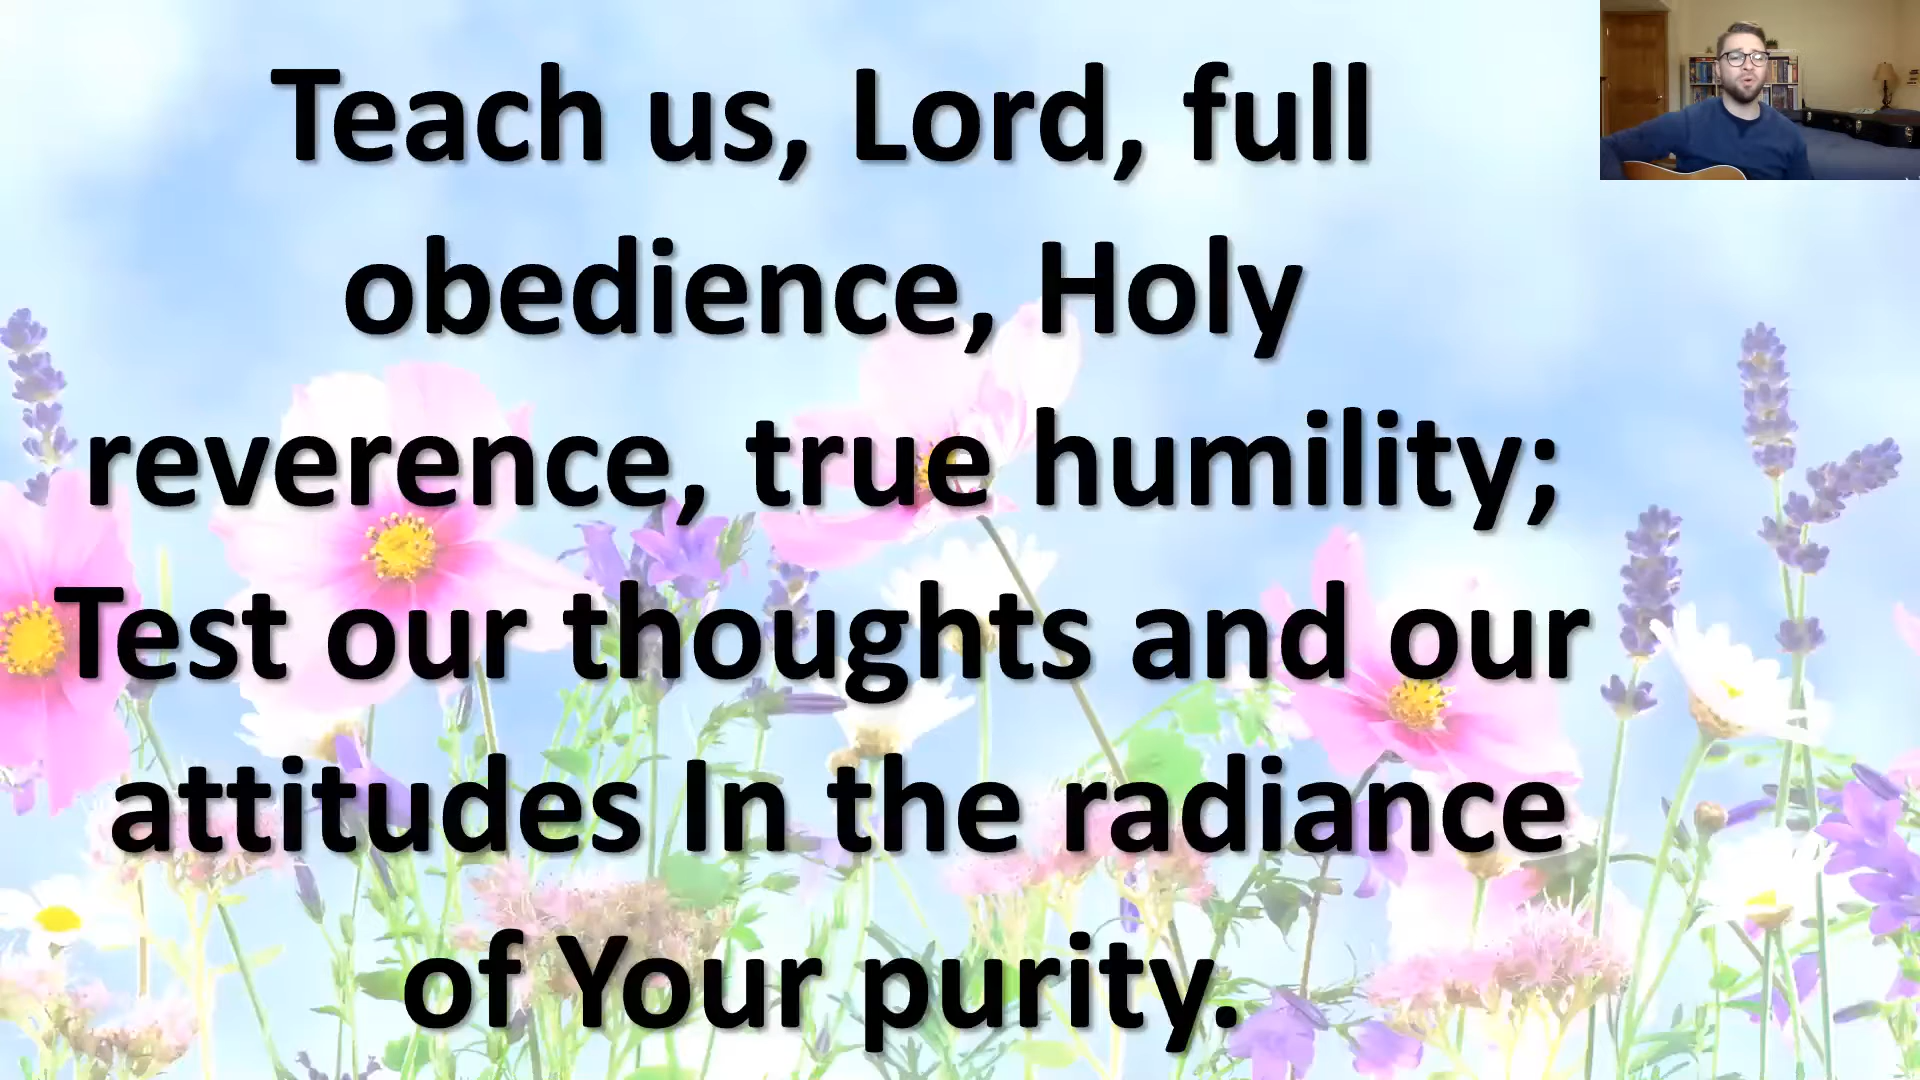 Teach us, Lord, full
obedience, Holy
reverence, true humility;
Test our thoughts and our
attitudes In the radiance
of Your purity.